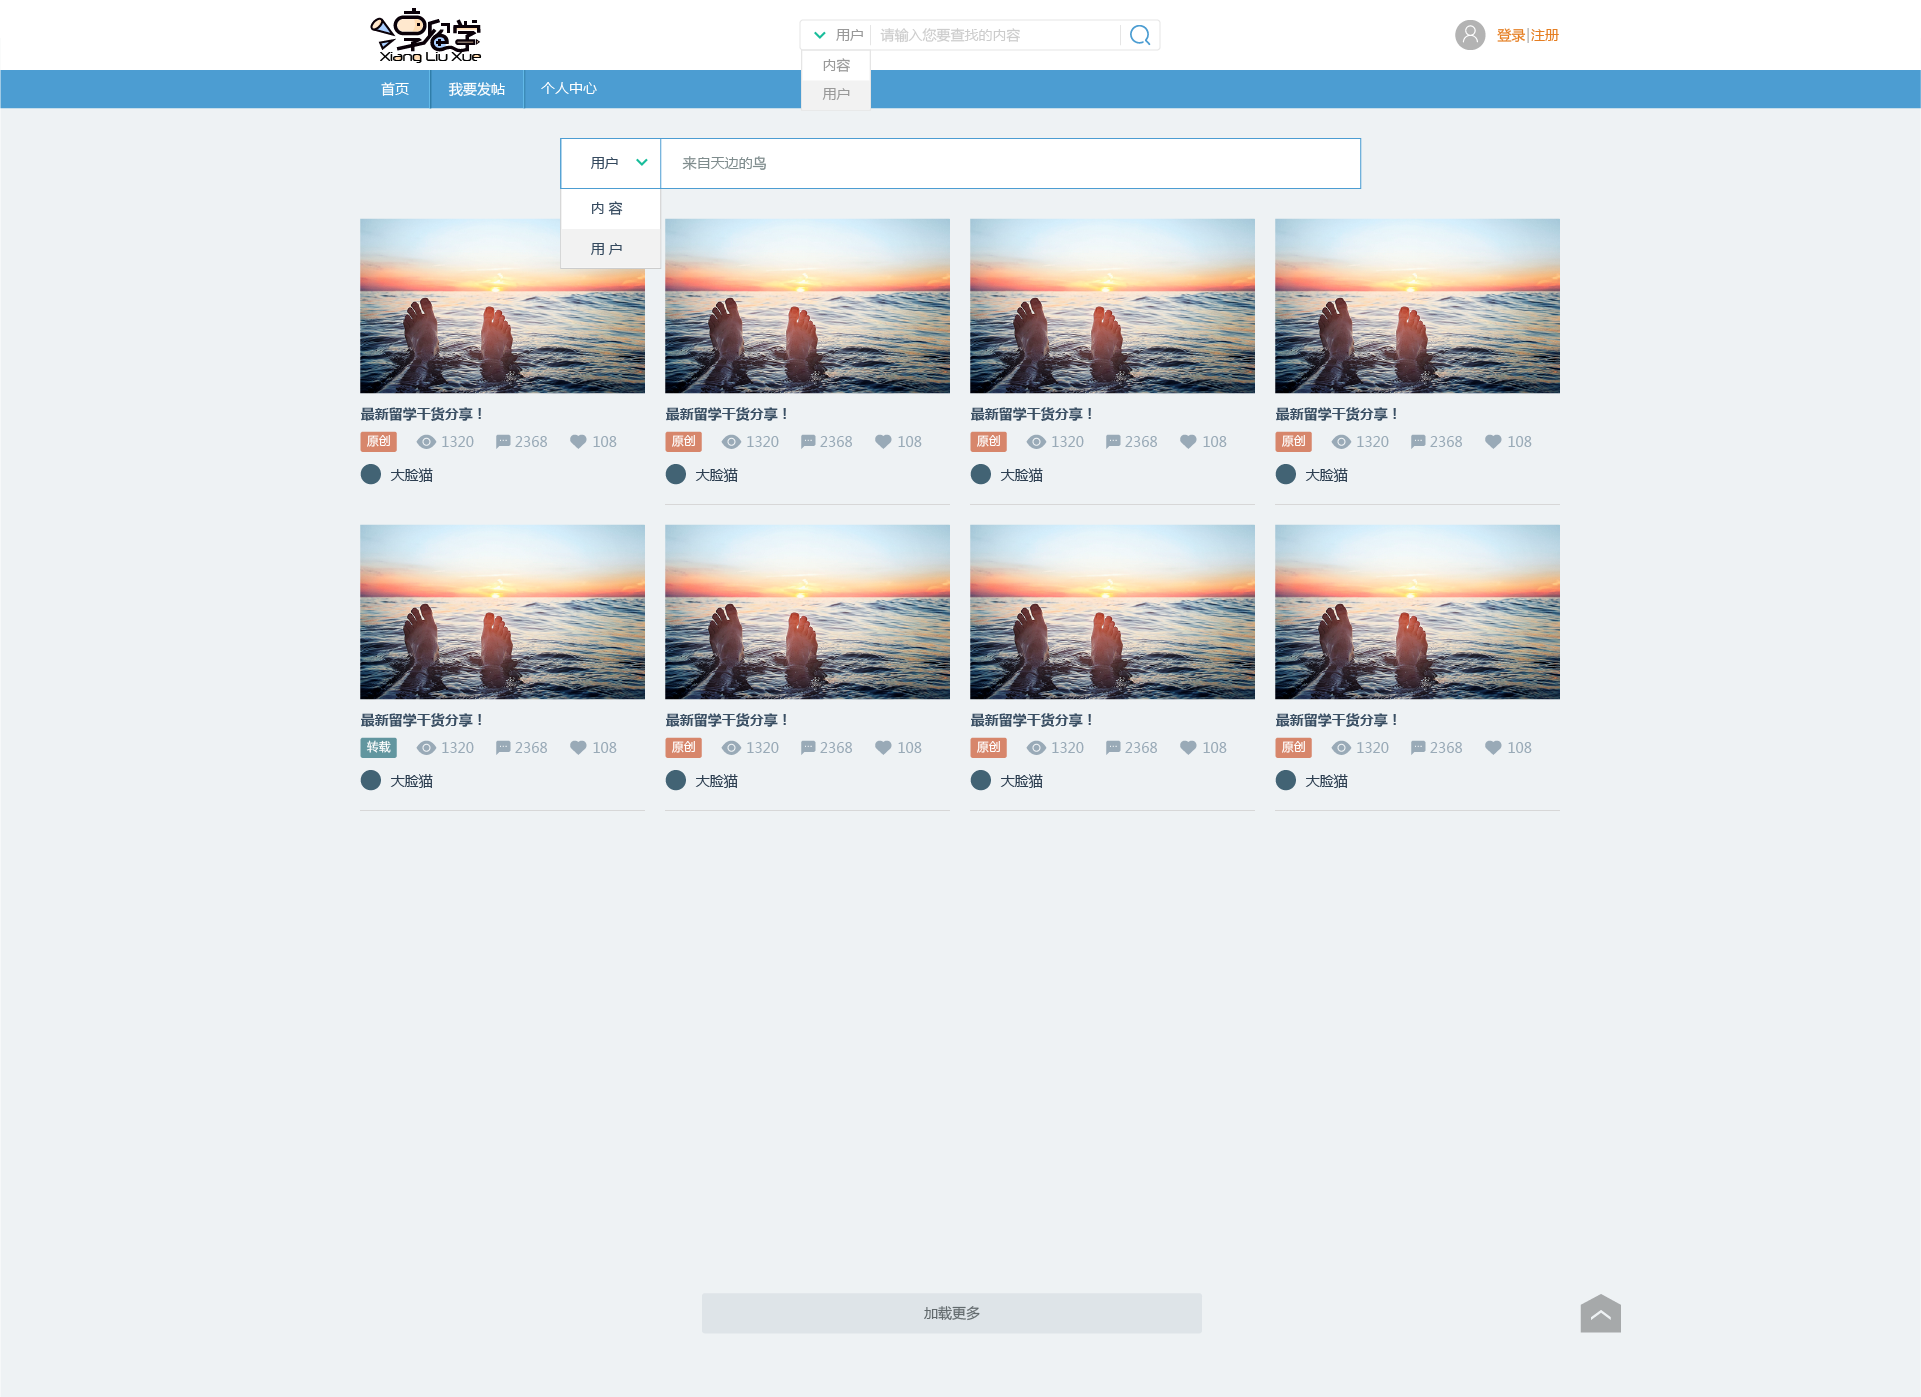 享留学
Xiang Liu Xue
用户 请输入您要查找的内容
登录|注册
内容
用户
首页 我要发帖 个人中心
用户 来自天边的鸟
内 容
用 户
最新留学干货分享！ 最新留学干货分享！ 最新留学干货分享！ 最新留学干货分享！
原创 1320 2368 108 原创 1320 2368 108 原创 1320 2368 108 原创 1320 2368 108
大脸猫 大脸猫 大脸猫 大脸猫
最新留学干货分享！ 最新留学干货分享！ 最新留学干货分享！ 最新留学干货分享！
转载 1320 2368 108 原创 1320 2368 108 原创 1320 2368 108 原创 1320 2368 108
大脸猫 大脸猫 大脸猫 大脸猫
加载更多